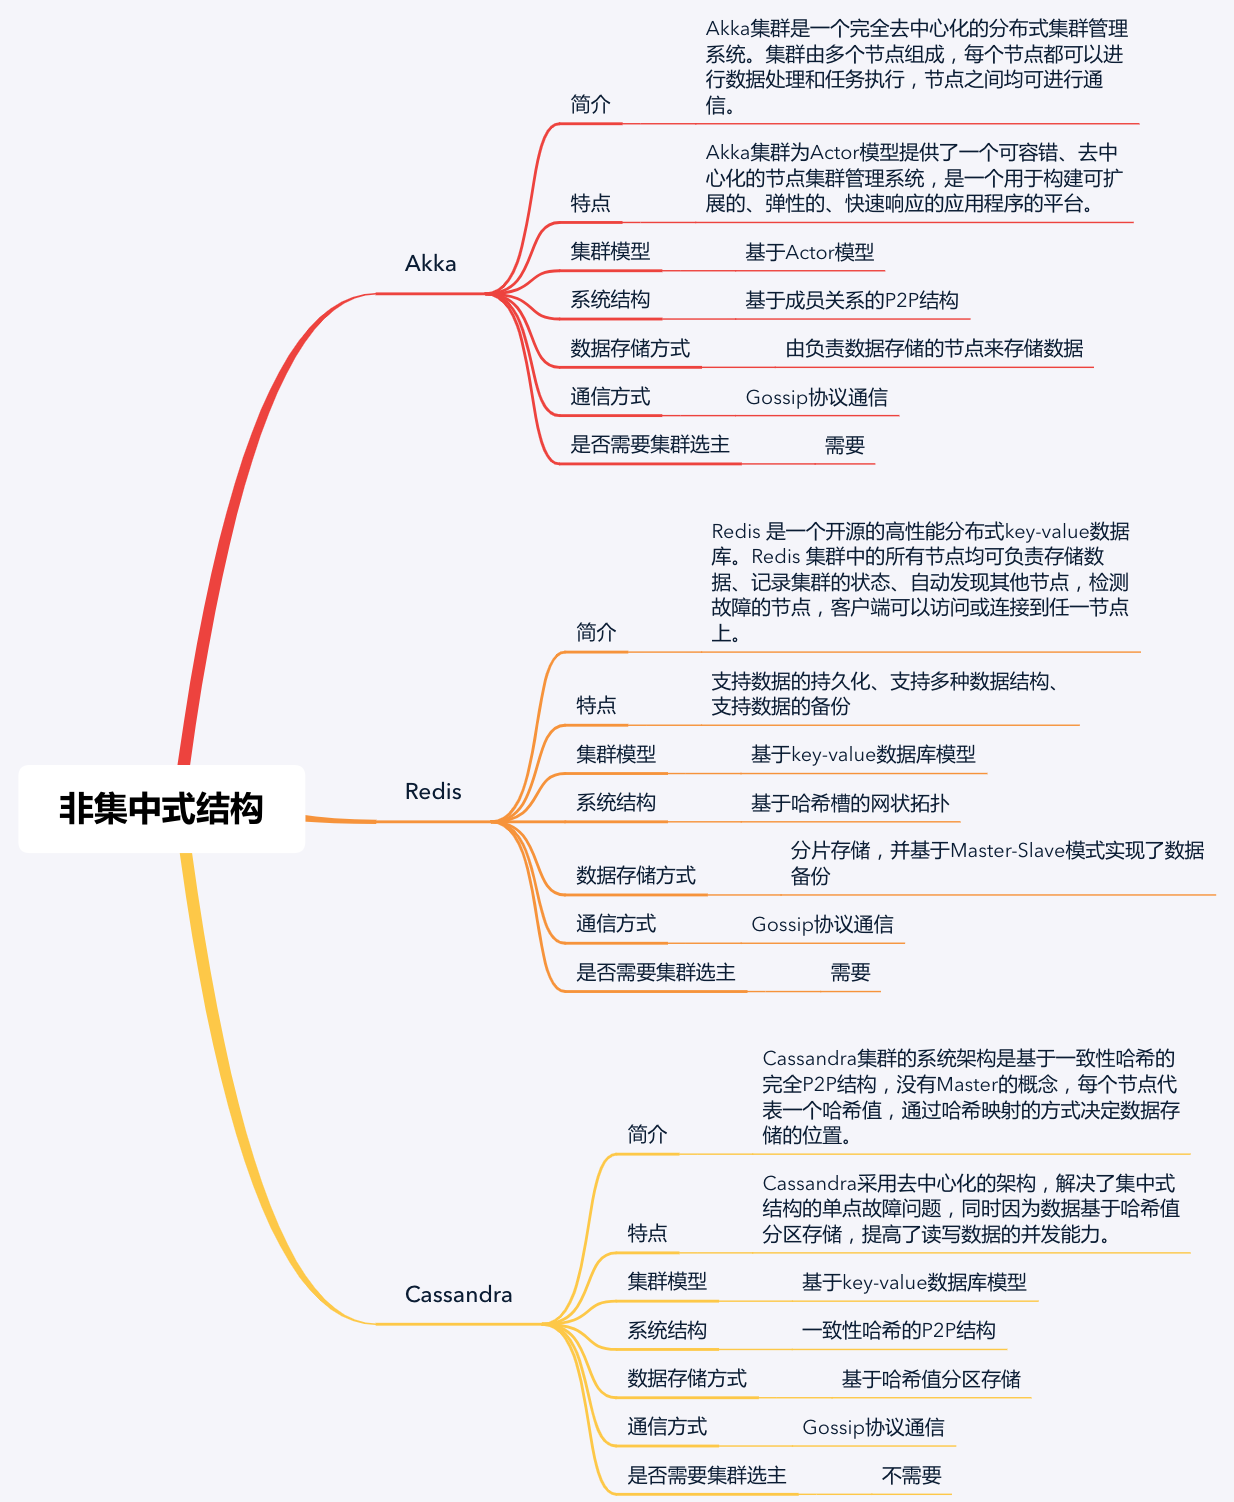 非集中式结构
Akka
简介
Akka集群是一个完全去中心化的分布式集群管理
系统。集群由多个节点组成，每个节点都可以进
行数据处理和任务执行，节点之间均可进行通
信。
特点
Akka集群为Actor模型提供了一个可容错、去中
心化的节点集群管理系统，是一个用于构建可扩
展的、弹性的、快速响应的应用程序的平台。
集群模型
基于Actor模型
系统结构
基于成员关系的P2P结构
数据存储方式
由负责数据存储的节点来存储数据
通信方式
Gossip协议通信
是否需要集群选主
需要
Redis
简介
Redis 是一个开源的高性能分布式key-value数据
库。Redis 集群中的所有节点均可负责存储数
据、记录集群的状态、自动发现其他节点，检测
故障的节点，客户端可以访问或连接到任一节点
上。
特点
支持数据的持久化、支持多种数据结构、
支持数据的备份
集群模型
基于key-value数据库模型
系统结构
基于哈希槽的网状拓扑
数据存储方式
分片存储，并基于Master-Slave模式实现了数据
备份
通信方式
Gossip协议通信
是否需要集群选主
需要
Cassandra
简介
Cassandra集群的系统架构是基于一致性哈希的
完全P2P结构，没有Master的概念，每个节点代
表一个哈希值，通过哈希映射的方式决定数据存
储的位置。
特点
Cassandra采用去中心化的架构，解决了集中式
结构的单点故障问题，同时因为数据基于哈希值
分区存储，提高了读写数据的并发能力。
集群模型
基于key-value数据库模型
系统结构
一致性哈希的P2P结构
数据存储方式
基于哈希值分区存储
通信方式
Gossip协议通信
是否需要集群选主
不需要